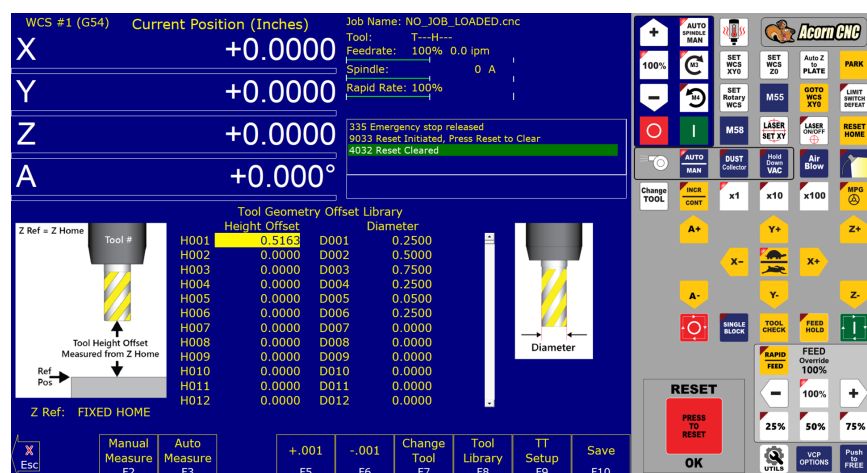 WCS #1 (G54) Current Position (Inches)
X +0.0000
Y +0.0000
Z +0.0000
A +0.000°
Job Name: NO_JOB_LOADED.cnc
Tool: T---H---
Feedrate: 100% 0.0 ipm
Spindle: 0 A
Rapid Rate: 100%
335 Emergency stop released
9033 Reset Initiated, Press Reset to Clear
4032 Reset Cleared
Tool Geometry Offset Library
Height Offset Diameter
H001 0.5163 D001 0.2500
H002 0.0000 D002 0.5000
H003 0.0000 D003 0.7500
H004 0.0000 D004 0.2500
H005 0.0000 D005 0.0500
H006 0.0000 D006 0.2500
H007 0.0000 D007 0.0000
H008 0.0000 D008 0.0000
H009 0.0000 D009 0.0000
H010 0.0000 D010 0.0000
H011 0.0000 D011 0.0000
H012 0.0000 D012 0.0000
Z Ref = Z Home
Tool #
Tool Height Offset
Measured from Z Home
Ref
Pos
Z Ref: FIXED HOME
Diameter
X
Esc
Manual
Measure
F2
Auto
Measure
F3
+.001
F5
-.001
F6
Change
Tool
F7
Tool
Library
F8
TT
Setup
F9
Save
F10
+
AUTO
SPINDLE
MAN
Acorn CNC
100%
M3
SET
WCS
XY0
SET
WCS
Z0
Auto Z
to
PLATE
PARK
−
M4
SET
Rotary
WCS
M55
GOTO
WCS
XY0
LIMIT
SWITCH
DEFEAT
M58
LASER
SET XY
LASER
ON/OFF
RESET
HOME
AUTO
MAN
DUST
Collector
Hold
Down
VAC
Air
Blow
Change
TOOL
INCR
CONT
x1
x10
x100
MPG
A+
Y+
Z+
X−
X+
A-
Y-
Z-
SINGLE
BLOCK
TOOL
CHECK
FEED
HOLD
RAPID
FEED
FEED
Override
100%
−
100%
+
25%
50%
75%
RESET
PRESS
TO
RESET
OK
UTILS
VCP
OPTIONS
Push
to
FREE